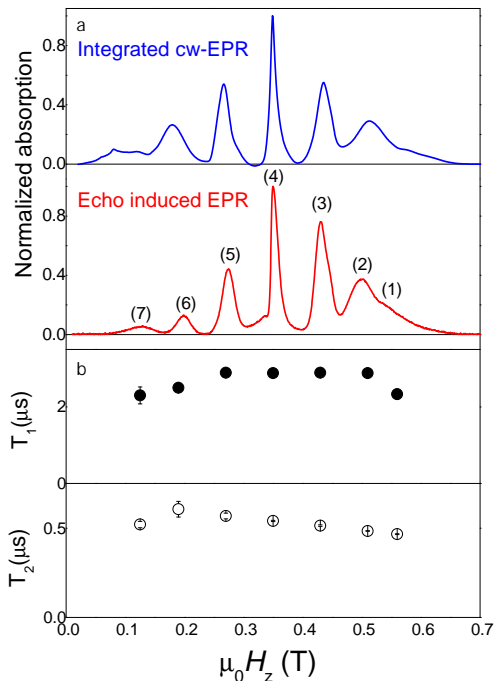 a
Integrated cw-EPR
Normalized absorption
0.8
0.4
0.0
Echo induced EPR
(4)
(3)
(5)
(2)
(1)
(6)
(7)
0.8
0.4
0.0
b
T₁(μs)
2
0
T₂(μs)
0.5
0.0
0.0 0.1 0.2 0.3 0.4 0.5 0.6 0.7
μ₀Hz (T)